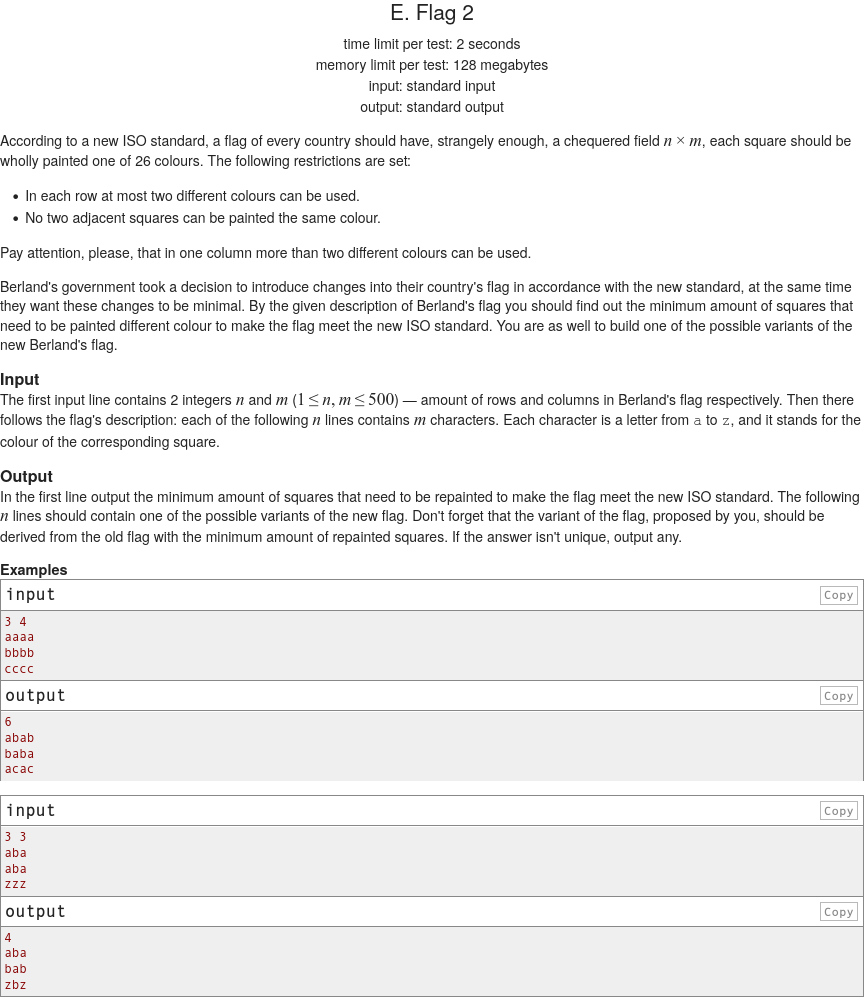 E. Flag 2
time limit per test: 2 seconds
memory limit per test: 128 megabytes
input: standard input
output: standard output
According to a new ISO standard, a flag of every country should have, strangely enough, a chequered field n × m, each square should be
wholly painted one of 26 colours. The following restrictions are set:
• In each row at most two different colours can be used.
• No two adjacent squares can be painted the same colour.
Pay attention, please, that in one column more than two different colours can be used.
Berland's government took a decision to introduce changes into their country's flag in accordance with the new standard, at the same time
they want these changes to be minimal. By the given description of Berland's flag you should find out the minimum amount of squares that
need to be painted different colour to make the flag meet the new ISO standard. You are as well to build one of the possible variants of the
new Berland's flag.
Input
The first input line contains 2 integers n and m (1 ≤ n, m ≤ 500) — amount of rows and columns in Berland's flag respectively. Then there
follows the flag's description: each of the following n lines contains m characters. Each character is a letter from a to z, and it stands for the
colour of the corresponding square.
Output
In the first line output the minimum amount of squares that need to be repainted to make the flag meet the new ISO standard. The following
n lines should contain one of the possible variants of the new flag. Don't forget that the variant of the flag, proposed by you, should be
derived from the old flag with the minimum amount of repainted squares. If the answer isn't unique, output any.
Examples
input Copy
3 4
aaaa
bbbb
cccc
output Copy
6
abab
baba
acac
input Copy
3 3
aba
aba
zzz
output Copy
4
aba
bab
zbz